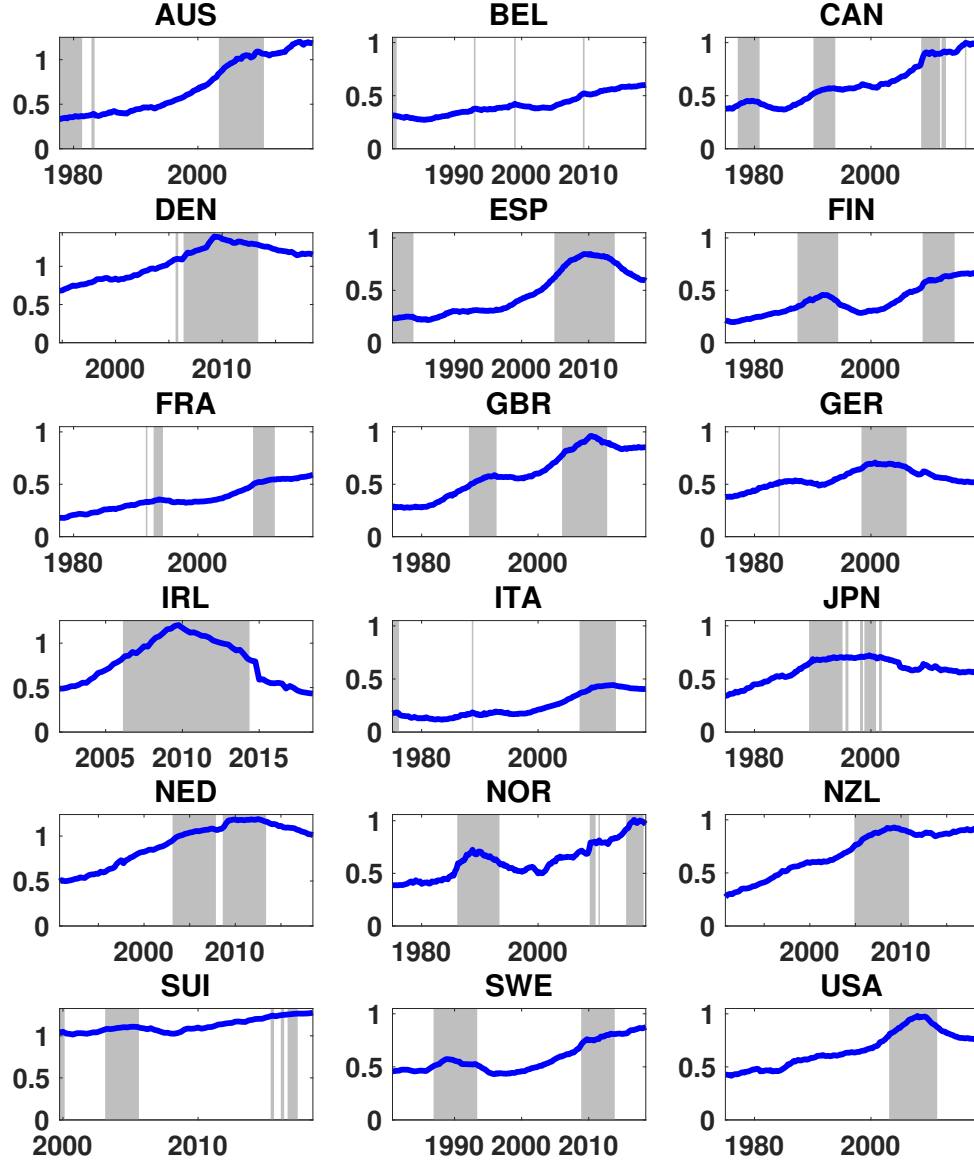 AUS BEL CAN
1 1 1
0.5 0.5 0.5
0 0 0
1980 2000 1990 2000 2010 1980 2000
DEN ESP FIN
1 1 1
0.5 0.5 0.5
0 0 0
2000 2010 1990 2000 2010 1980 2000
FRA GBR GER
1 1 1
0.5 0.5 0.5
0 0 0
1980 2000 1980 2000 1980 2000
IRL ITA JPN
1 1 1
0.5 0.5 0.5
0 0 0
2005 2010 2015 1980 2000 1980 2000
NED NOR NZL
1 1 1
0.5 0.5 0.5
0 0 0
2000 2010 1980 2000 2000 2010
SUI SWE USA
1 1 1
0.5 0.5 0.5
0 0 0
2000 2010 1990 2000 2010 1980 2000